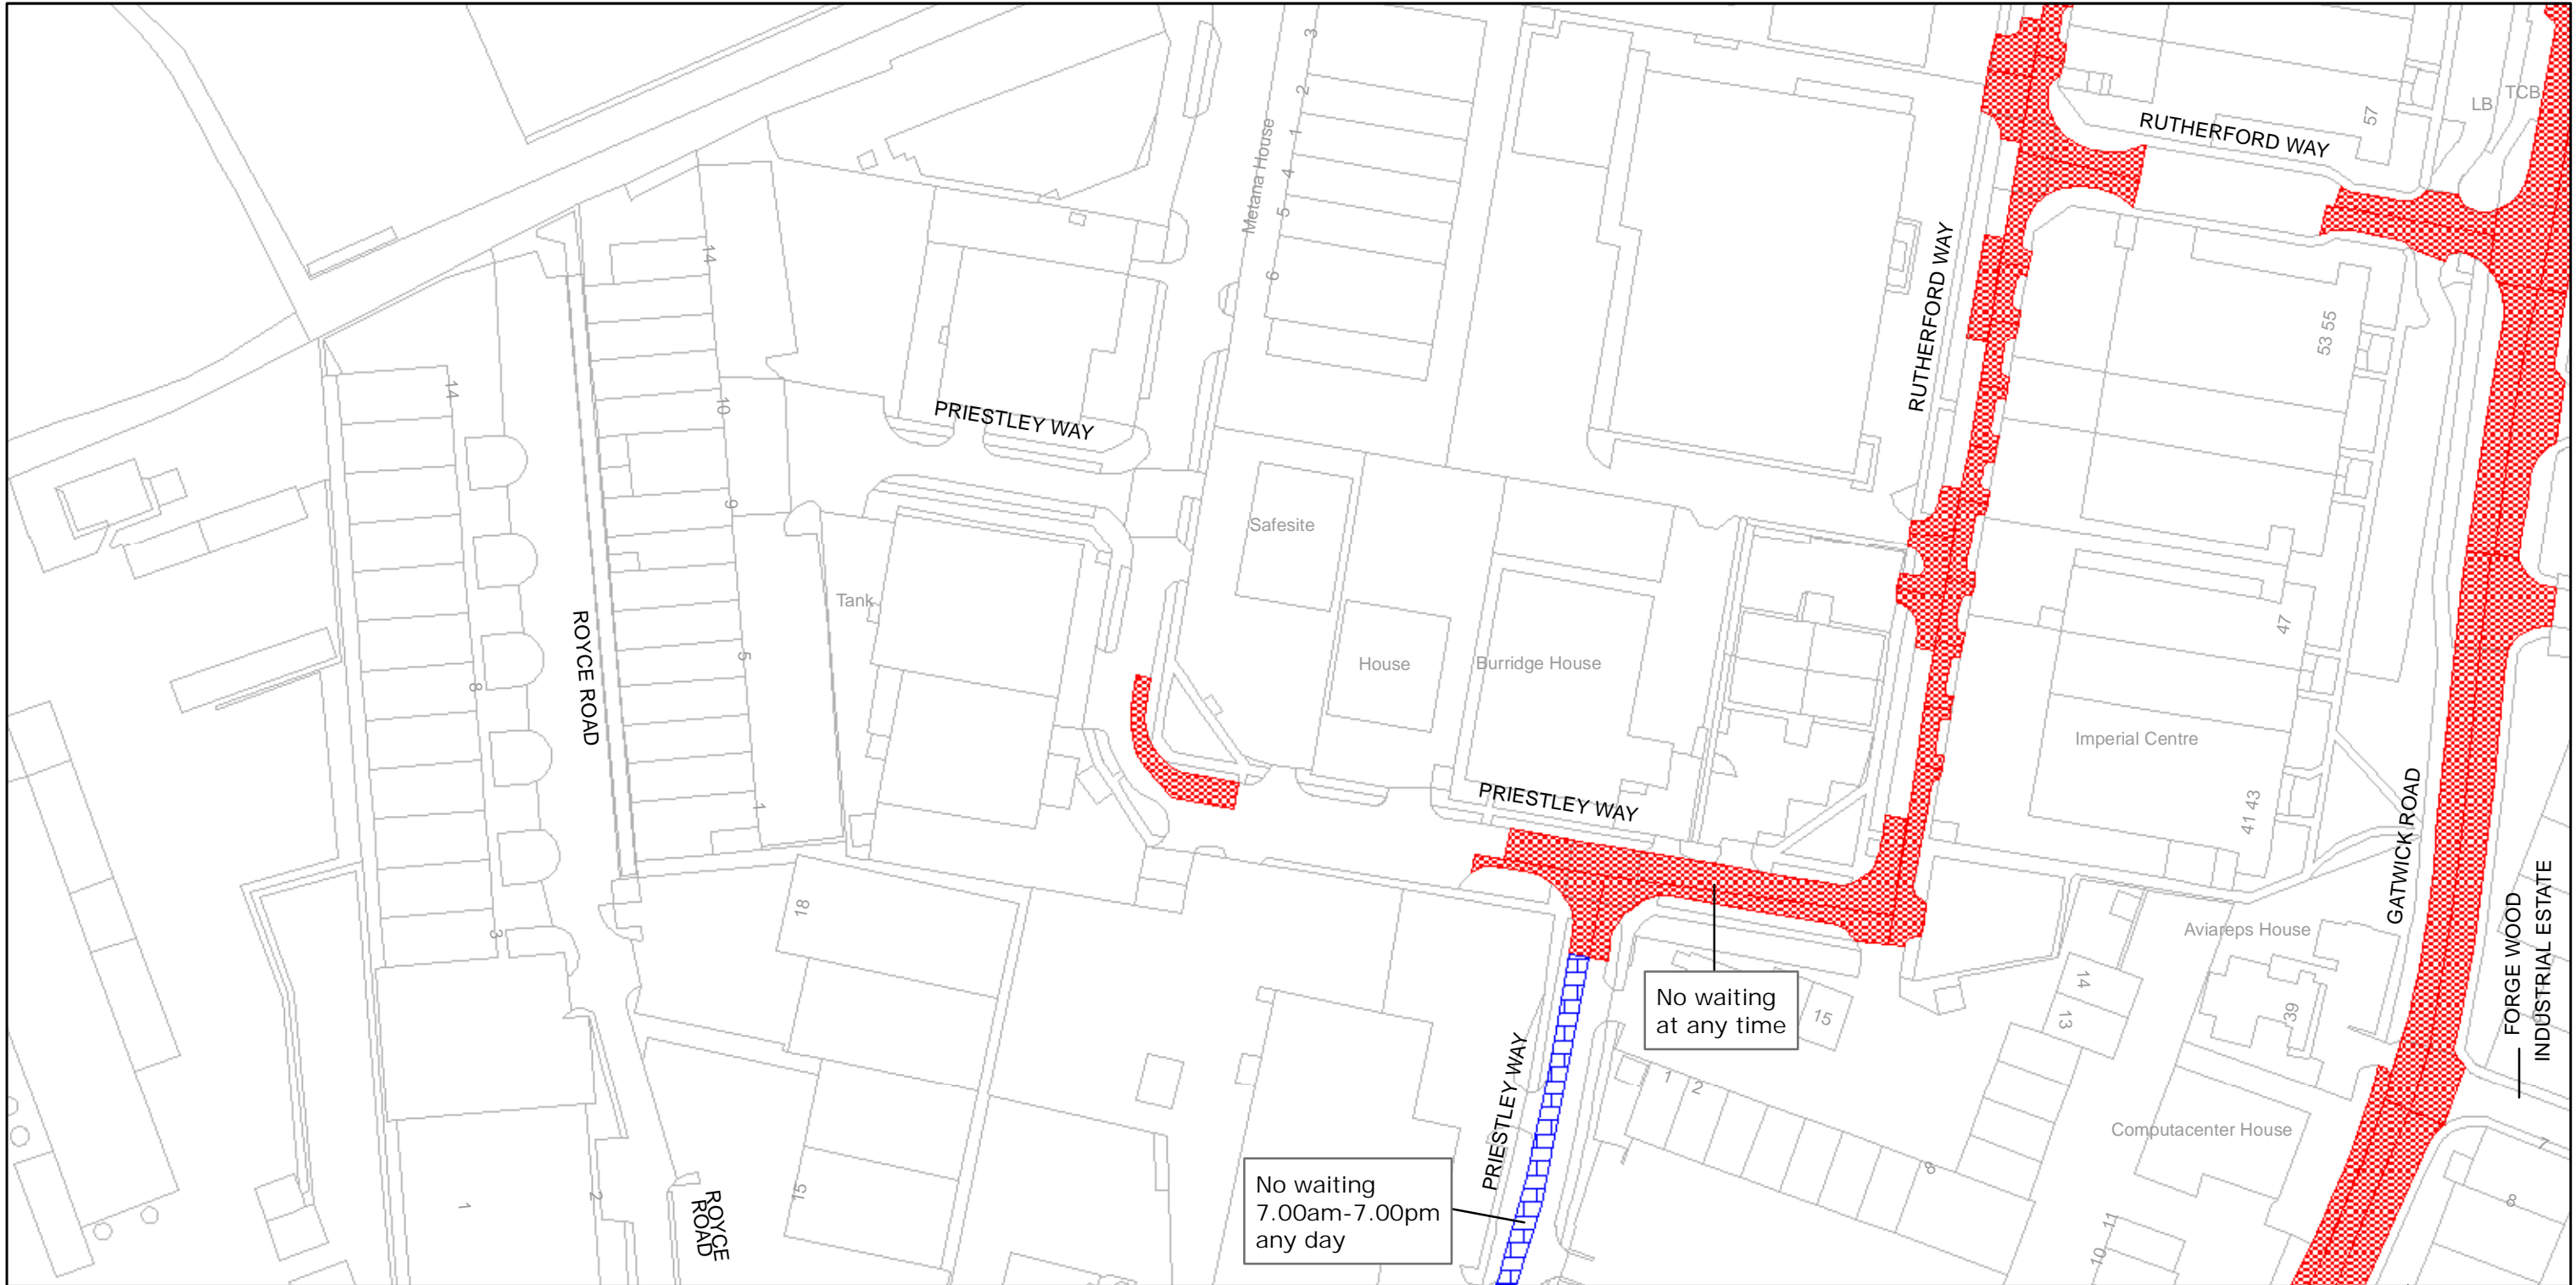 3
2
1
4
5
6
Metana House
57
LB
TCB
RUTHERFORD WAY
RUTHERFORD WAY
14
14
10
9
5
1
8
3
PRIESTLEY WAY
53 55
Safesite
Tank
House
Burridge House
ROYCE ROAD
47
Imperial Centre
41 43
PRIESTLEY WAY
GATWICK ROAD
FORGE WOOD
INDUSTRIAL ESTATE
18
Aviareps House
14
13
39
15
No waiting
at any time
PRIESTLEY WAY
1
2
Computacenter House
7
8
9
11
10
No waiting
7.00am-7.00pm
any day
15
1
2
ROYCE
ROAD